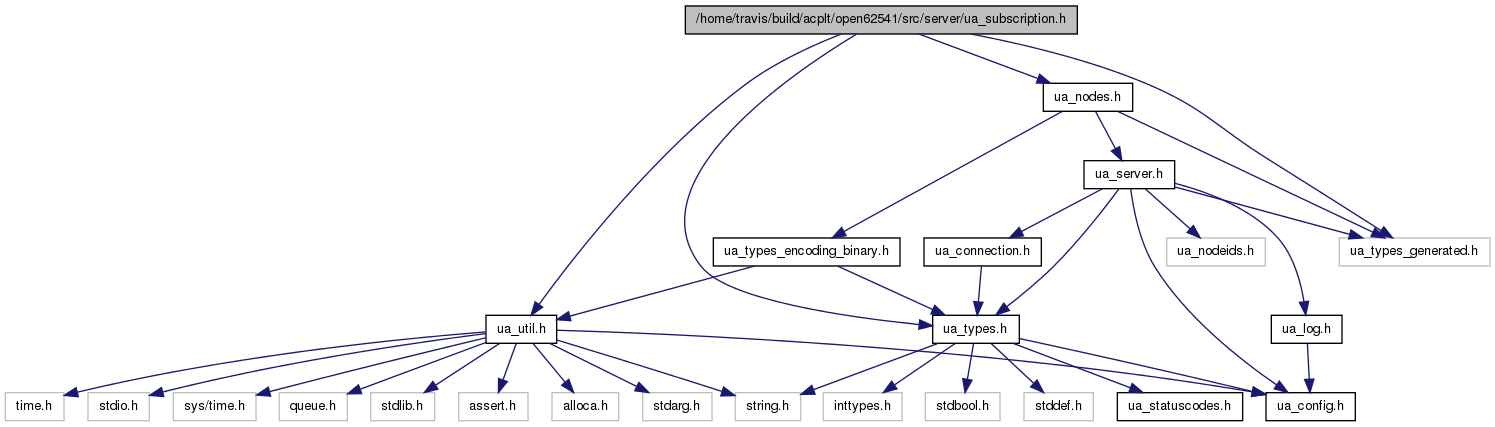 /home/travis/build/acplt/open62541/src/server/ua_subscription.h
ua_nodes.h
ua_server.h
ua_types_encoding_binary.h
ua_connection.h
ua_nodeids.h
ua_types_generated.h
ua_util.h
ua_types.h
ua_log.h
time.h
stdio.h
sys/time.h
queue.h
stdlib.h
assert.h
alloca.h
stdarg.h
string.h
inttypes.h
stdbool.h
stddef.h
ua_statuscodes.h
ua_config.h